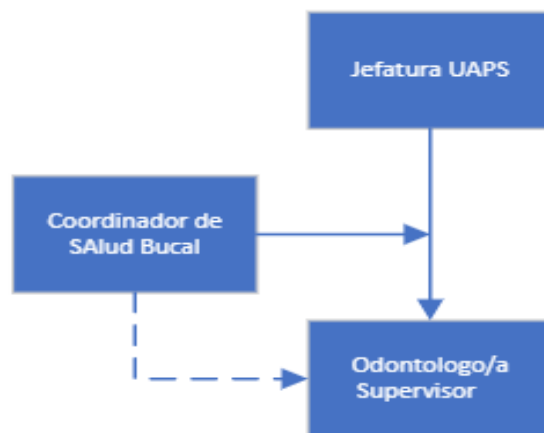 Jefatura UAPS
Coordinador de
SAlud Bucal
Odontologo/a
Supervisor